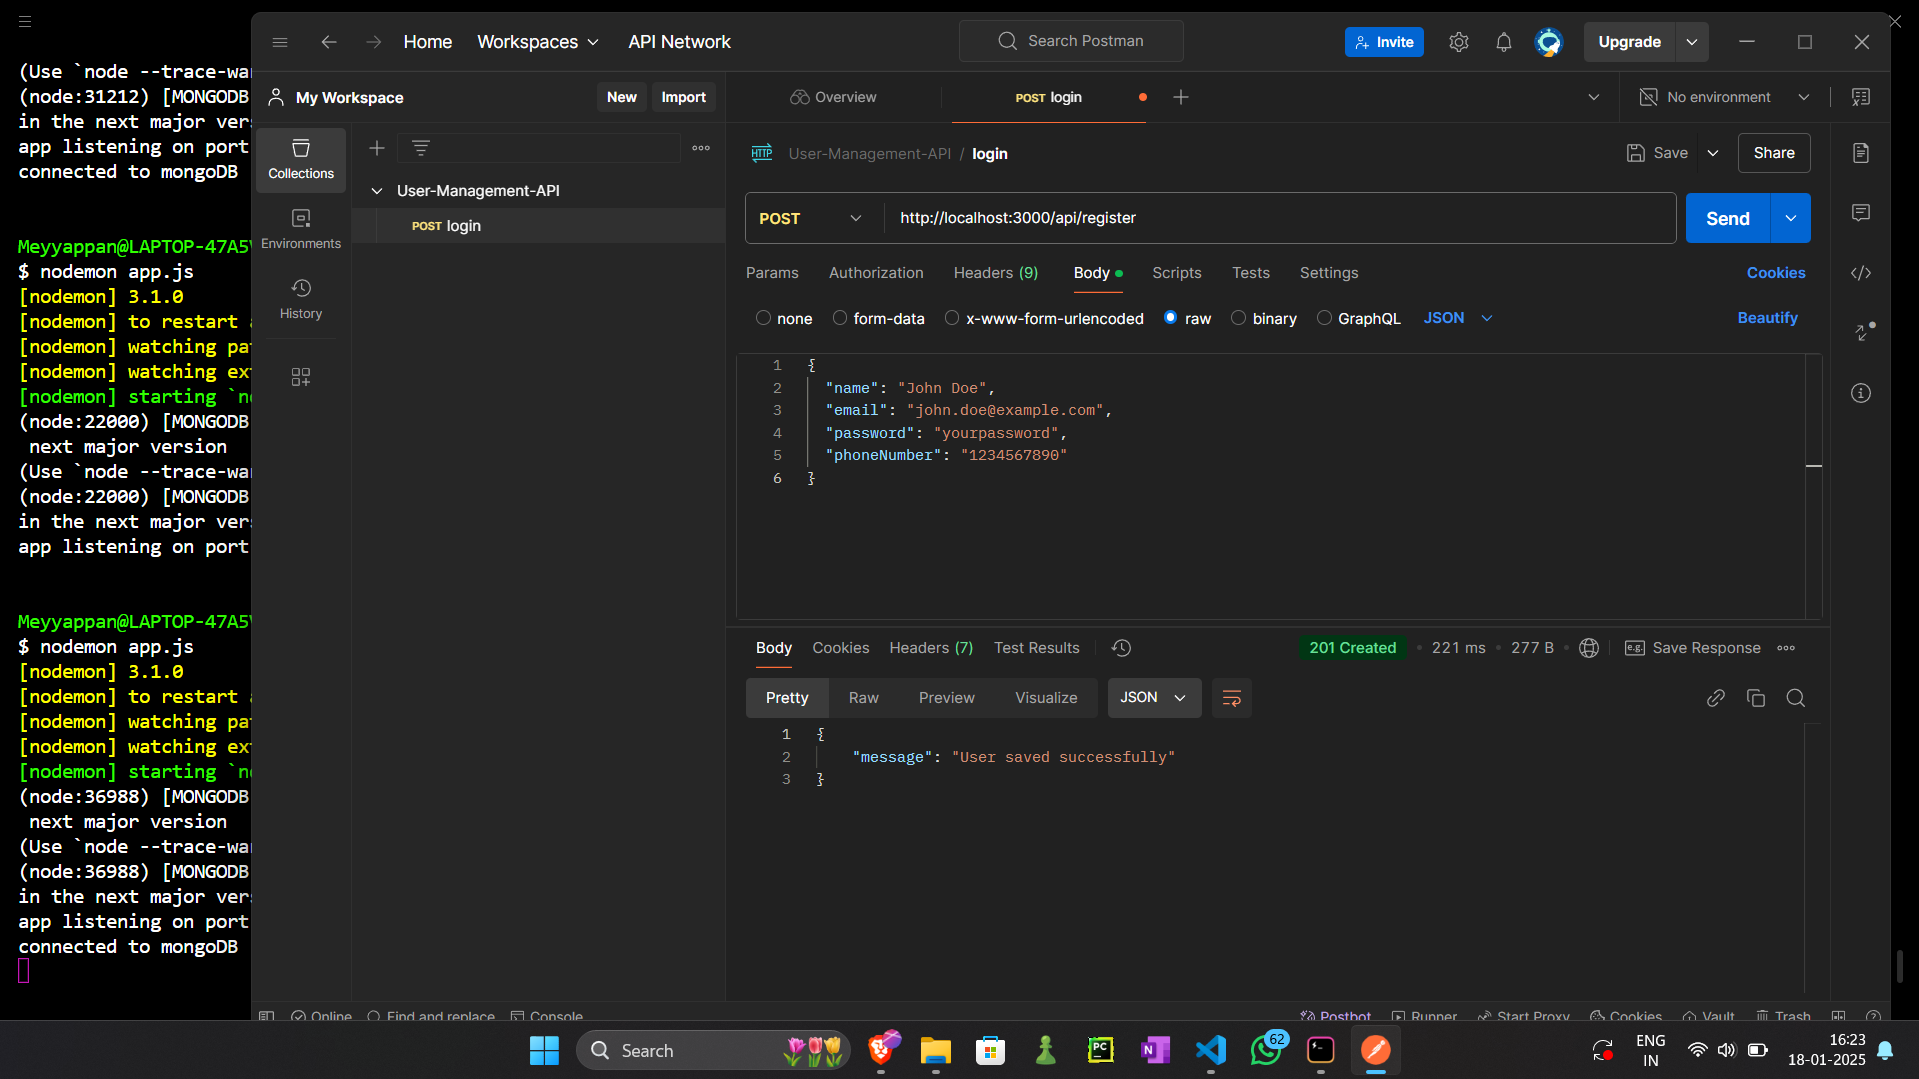 (Use `node --trace-war
(node:31212) [MONGODB
in the next major ver
app listening on port
connected to mongoDB
Meyyappan@LAPTOP-47A5
$ nodemon app.js
[nodemon] 3.1.0
[nodemon] to restart a
[nodemon] watching pa
[nodemon] watching ex
[nodemon] starting `n
(node:22000) [MONGODB
next major version
(Use `node --trace-war
(node:22000) [MONGODB
in the next major ver
app listening on port
Meyyappan@LAPTOP-47A5
$ nodemon app.js
[nodemon] 3.1.0
[nodemon] to restart a
[nodemon] watching pa
[nodemon] watching ex
[nodemon] starting `n
(node:36988) [MONGODB
next major version
(Use `node --trace-war
(node:36988) [MONGODB
in the next major ver
app listening on port
connected to mongoDB
Home Workspaces API Network Search Postman Invite Upgrade
My Workspace New Import
Overview POST login No environment
Collections
Environments
History
User-Management-API
POST login
HTTP User-Management-API / login Save Share
POST http://localhost:3000/api/register Send
Params Authorization Headers (9) Body Scripts Tests Settings Cookies
none form-data x-www-form-urlencoded raw binary GraphQL JSON Beautify
1 {
2 "name": "John Doe",
3 "email": "john.doe@example.com",
4 "password": "yourpassword",
5 "phoneNumber": "1234567890"
6 }
Body Cookies Headers (7) Test Results 201 Created • 221 ms • 277 B • e.g. Save Response
Pretty Raw Preview Visualize JSON
1 {
2 "message": "User saved successfully"
3 }
Online Find and replace Console Postbot Runner Start Proxy Cookies Vault Trash
Search PC N 62 ENG IN 16:23 18-01-2025